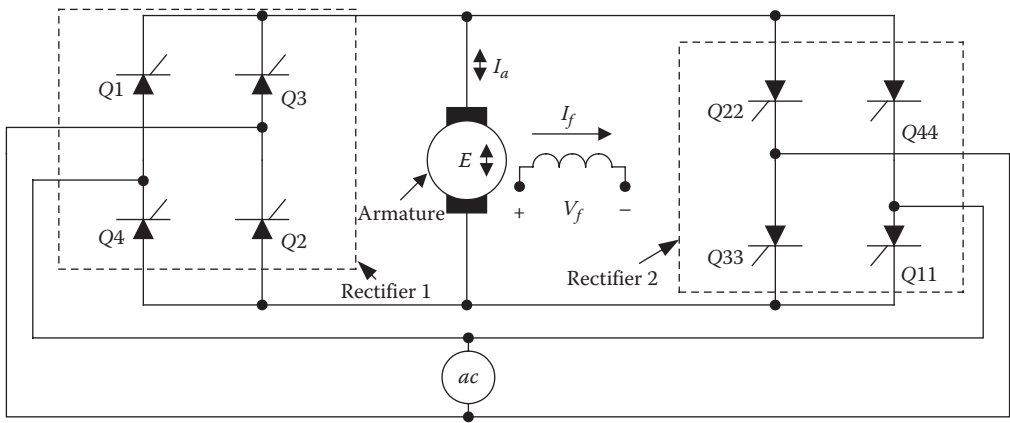 Q1
Q3
I_a
Q22
Q44
I_f
E
Armature
+ V_f −
Q4
Q2
Q33
Q11
Rectifier 1
Rectifier 2
ac